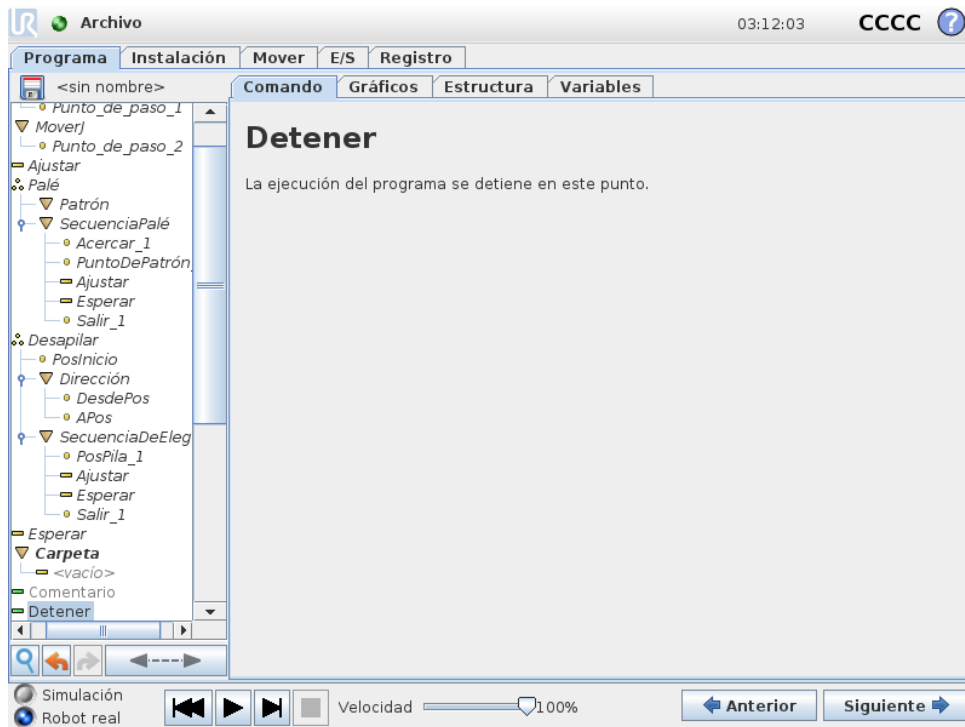 UR Archivo 03:12:03 CCCC ?
Programa Instalación Mover E/S Registro
<sin nombre> Comando Gráficos Estructura Variables
Punto_de_paso_1
MoverJ
Punto_de_paso_2
Ajustar
Palé
Patrón
SecuenciaPalé
Acercar_1
PuntoDePatrón_
Ajustar
Esperar
Salir_1
Desapilar
PosInicio
Dirección
DesdePos
APos
SecuenciaDeEleg
PosPila_1
Ajustar
Esperar
Salir_1
Esperar
Carpeta
<vacío>
Comentario
Detener
Detener
La ejecución del programa se detiene en este punto.
Simulación
Robot real
Velocidad 100% Anterior Siguiente